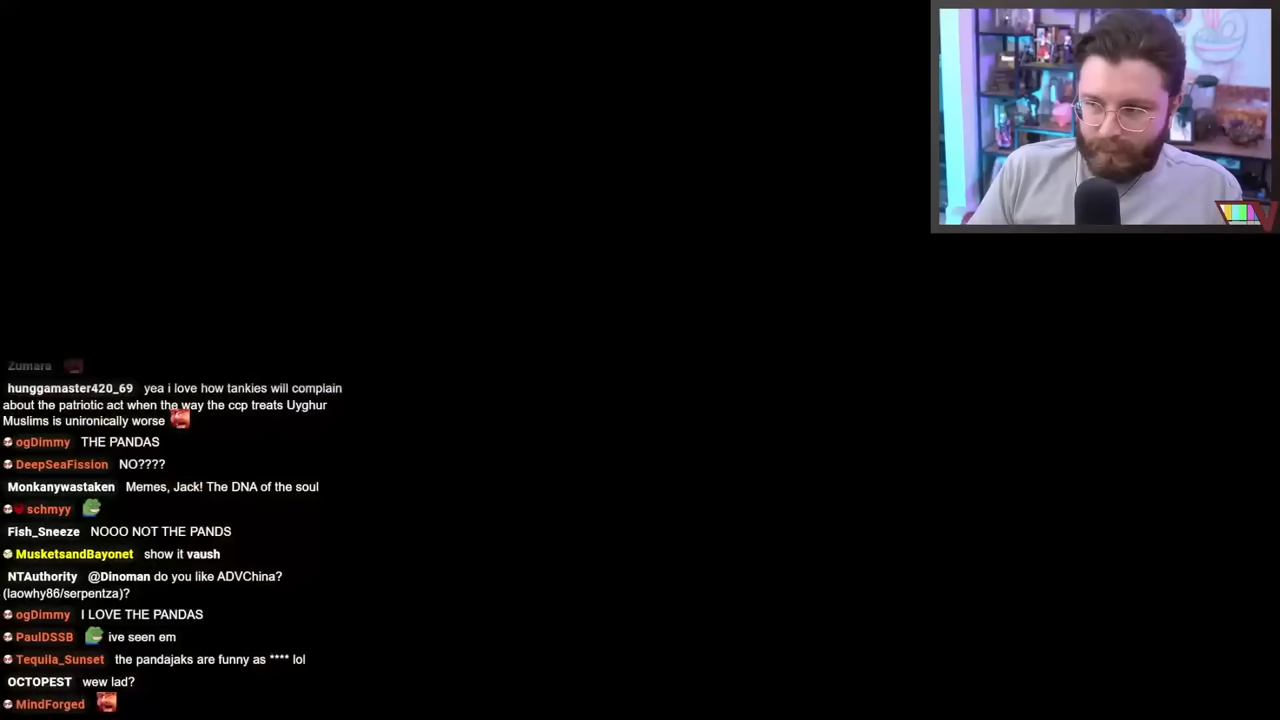 Zumara
hunggamaster420_69 yea i love how tankies will complain
about the patriotic act when the way the ccp treats Uyghur
Muslims is unironically worse
ogDimmy THE PANDAS
DeepSeaFission NO????
Monkanywastaken Memes, Jack! The DNA of the soul
schmyy
Fish_Sneeze NOOO NOT THE PANDS
MusketsandBayonet show it vaush
NTAuthority @Dinoman do you like ADVChina?
(laowhy86/serpentza)?
ogDimmy I LOVE THE PANDAS
PaulDSSB ive seen em
Tequila_Sunset the pandajaks are funny as **** lol
OCTOPEST wew lad?
MindForged